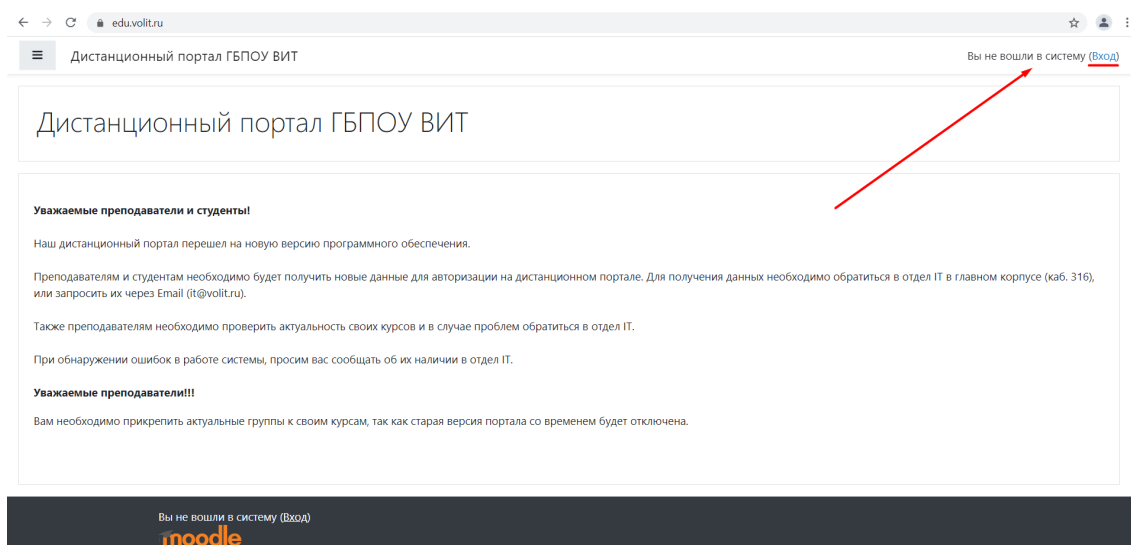 edu.volit.ru
Дистанционный портал ГБПОУ ВИТ
Вы не вошли в систему (Вход)
Дистанционный портал ГБПОУ ВИТ
Уважаемые преподаватели и студенты!
Наш дистанционный портал перешел на новую версию программного обеспечения.
Преподавателям и студентам необходимо будет получить новые данные для авторизации на дистанционном портале. Для получения данных необходимо обратиться в отдел IT в главном корпусе (каб. 316),
или запросить их через Email (it@volit.ru).
Также преподавателям необходимо проверить актуальность своих курсов и в случае проблем обратиться в отдел IT.
При обнаружении ошибок в работе системы, просим вас сообщать об их наличии в отдел IT.
Уважаемые преподаватели!!!
Вам необходимо прикрепить актуальные группы к своим курсам, так как старая версия портала со временем будет отключена.
Вы не вошли в систему (Вход)
moodle